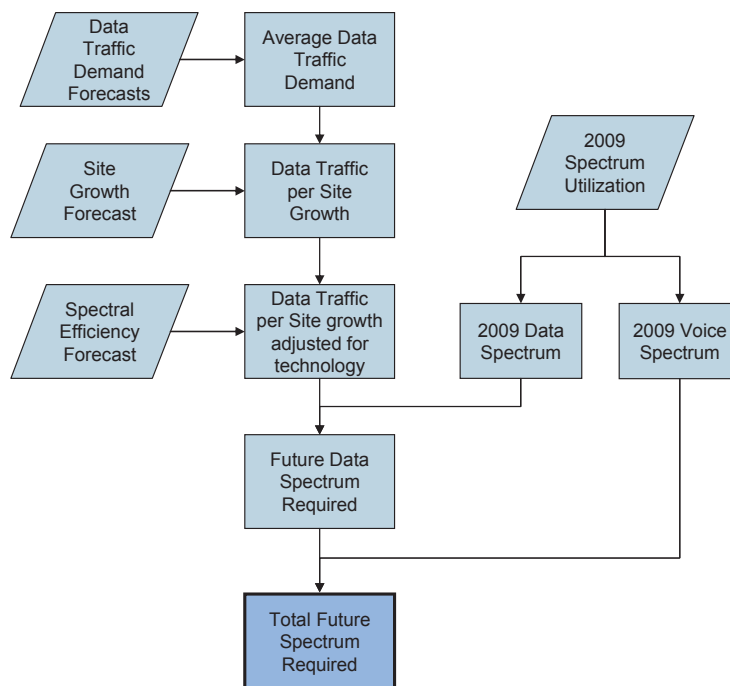 Data
Traffic
Demand
Forecasts
Average Data
Traffic
Demand
Site
Growth
Forecast
Data Traffic
per Site
Growth
2009
Spectrum
Utilization
Spectral
Efficiency
Forecast
Data Traffic
per Site growth
adjusted for
technology
2009 Data
Spectrum
2009 Voice
Spectrum
Future Data
Spectrum
Required
Total Future
Spectrum
Required